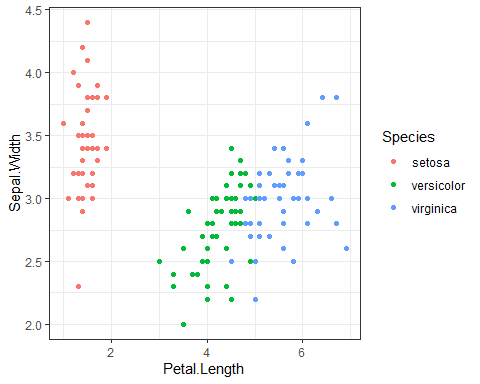 4.5
4.0
3.5
3.0
2.5
2.0
Sepal.Width
2
4
6
Petal.Length
Species
setosa
versicolor
virginica